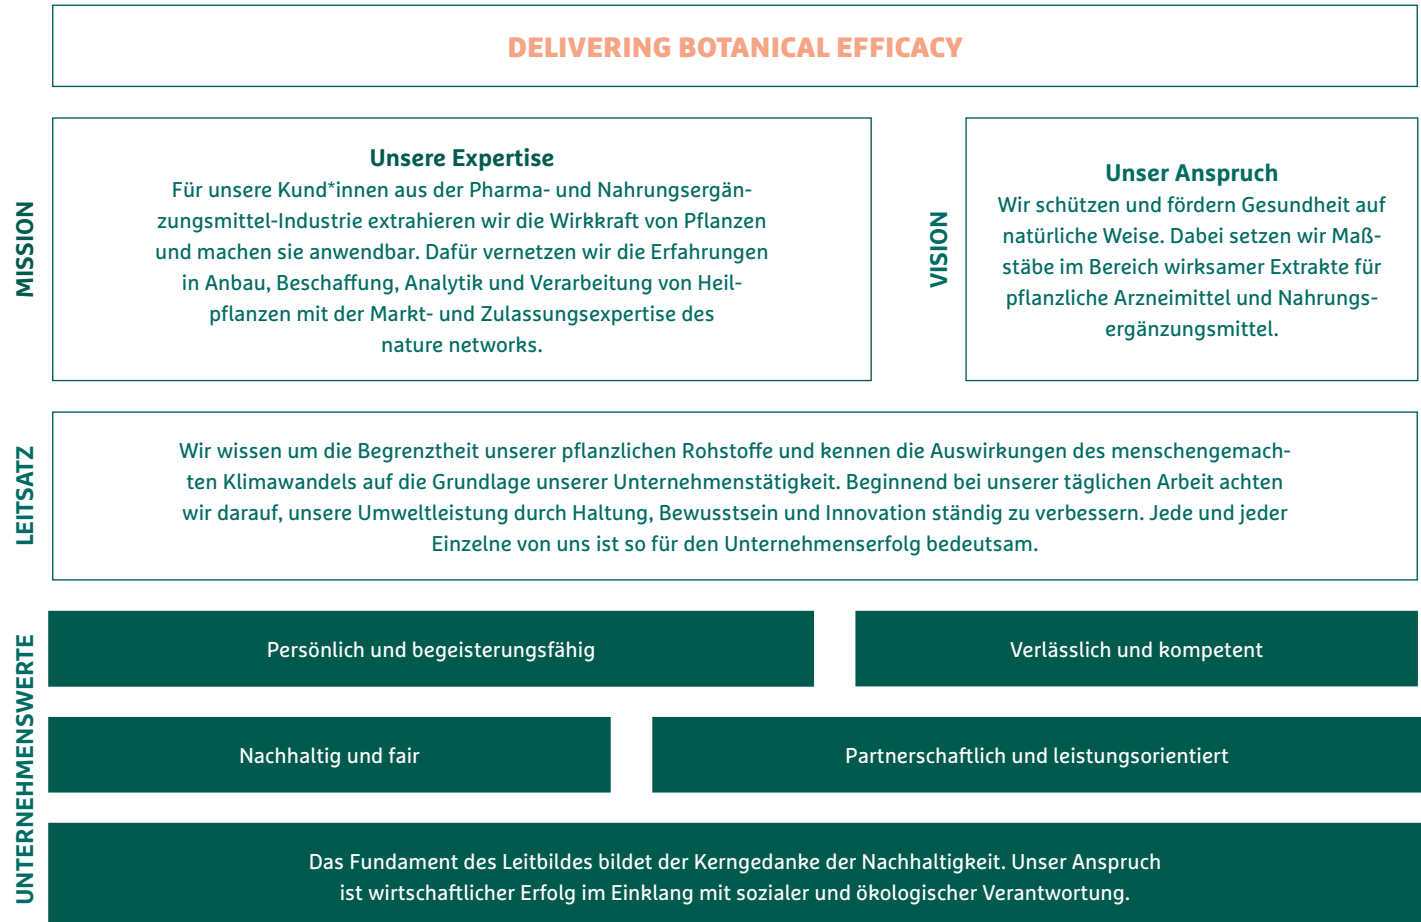 DELIVERING BOTANICAL EFFICACY
MISSION
Unsere Expertise
Für unsere Kund*innen aus der Pharma- und Nahrungsergän-
zungsmittel-Industrie extrahieren wir die Wirkkraft von Pflanzen
und machen sie anwendbar. Dafür vernetzen wir die Erfahrungen
in Anbau, Beschaffung, Analytik und Verarbeitung von Heil-
pflanzen mit der Markt- und Zulassungsexpertise des
nature networks.
VISION
Unser Anspruch
Wir schützen und fördern Gesundheit auf
natürliche Weise. Dabei setzen wir Maß-
stäbe im Bereich wirksamer Extrakte für
pflanzliche Arzneimittel und Nahrungs-
ergänzungsmittel.
LEITSATZ
Wir wissen um die Begrenztheit unserer pflanzlichen Rohstoffe und kennen die Auswirkungen des menschengemach-
ten Klimawandels auf die Grundlage unserer Unternehmenstätigkeit. Beginnend bei unserer täglichen Arbeit achten
wir darauf, unsere Umweltleistung durch Haltung, Bewusstsein und Innovation ständig zu verbessern. Jede und jeder
Einzelne von uns ist so für den Unternehmenserfolg bedeutsam.
UNTERNEHMENSWERTE
Persönlich und begeisterungsfähig
Verlässlich und kompetent
Nachhaltig und fair
Partnerschaftlich und leistungsorientiert
Das Fundament des Leitbildes bildet der Kerngedanke der Nachhaltigkeit. Unser Anspruch
ist wirtschaftlicher Erfolg im Einklang mit sozialer und ökologischer Verantwortung.